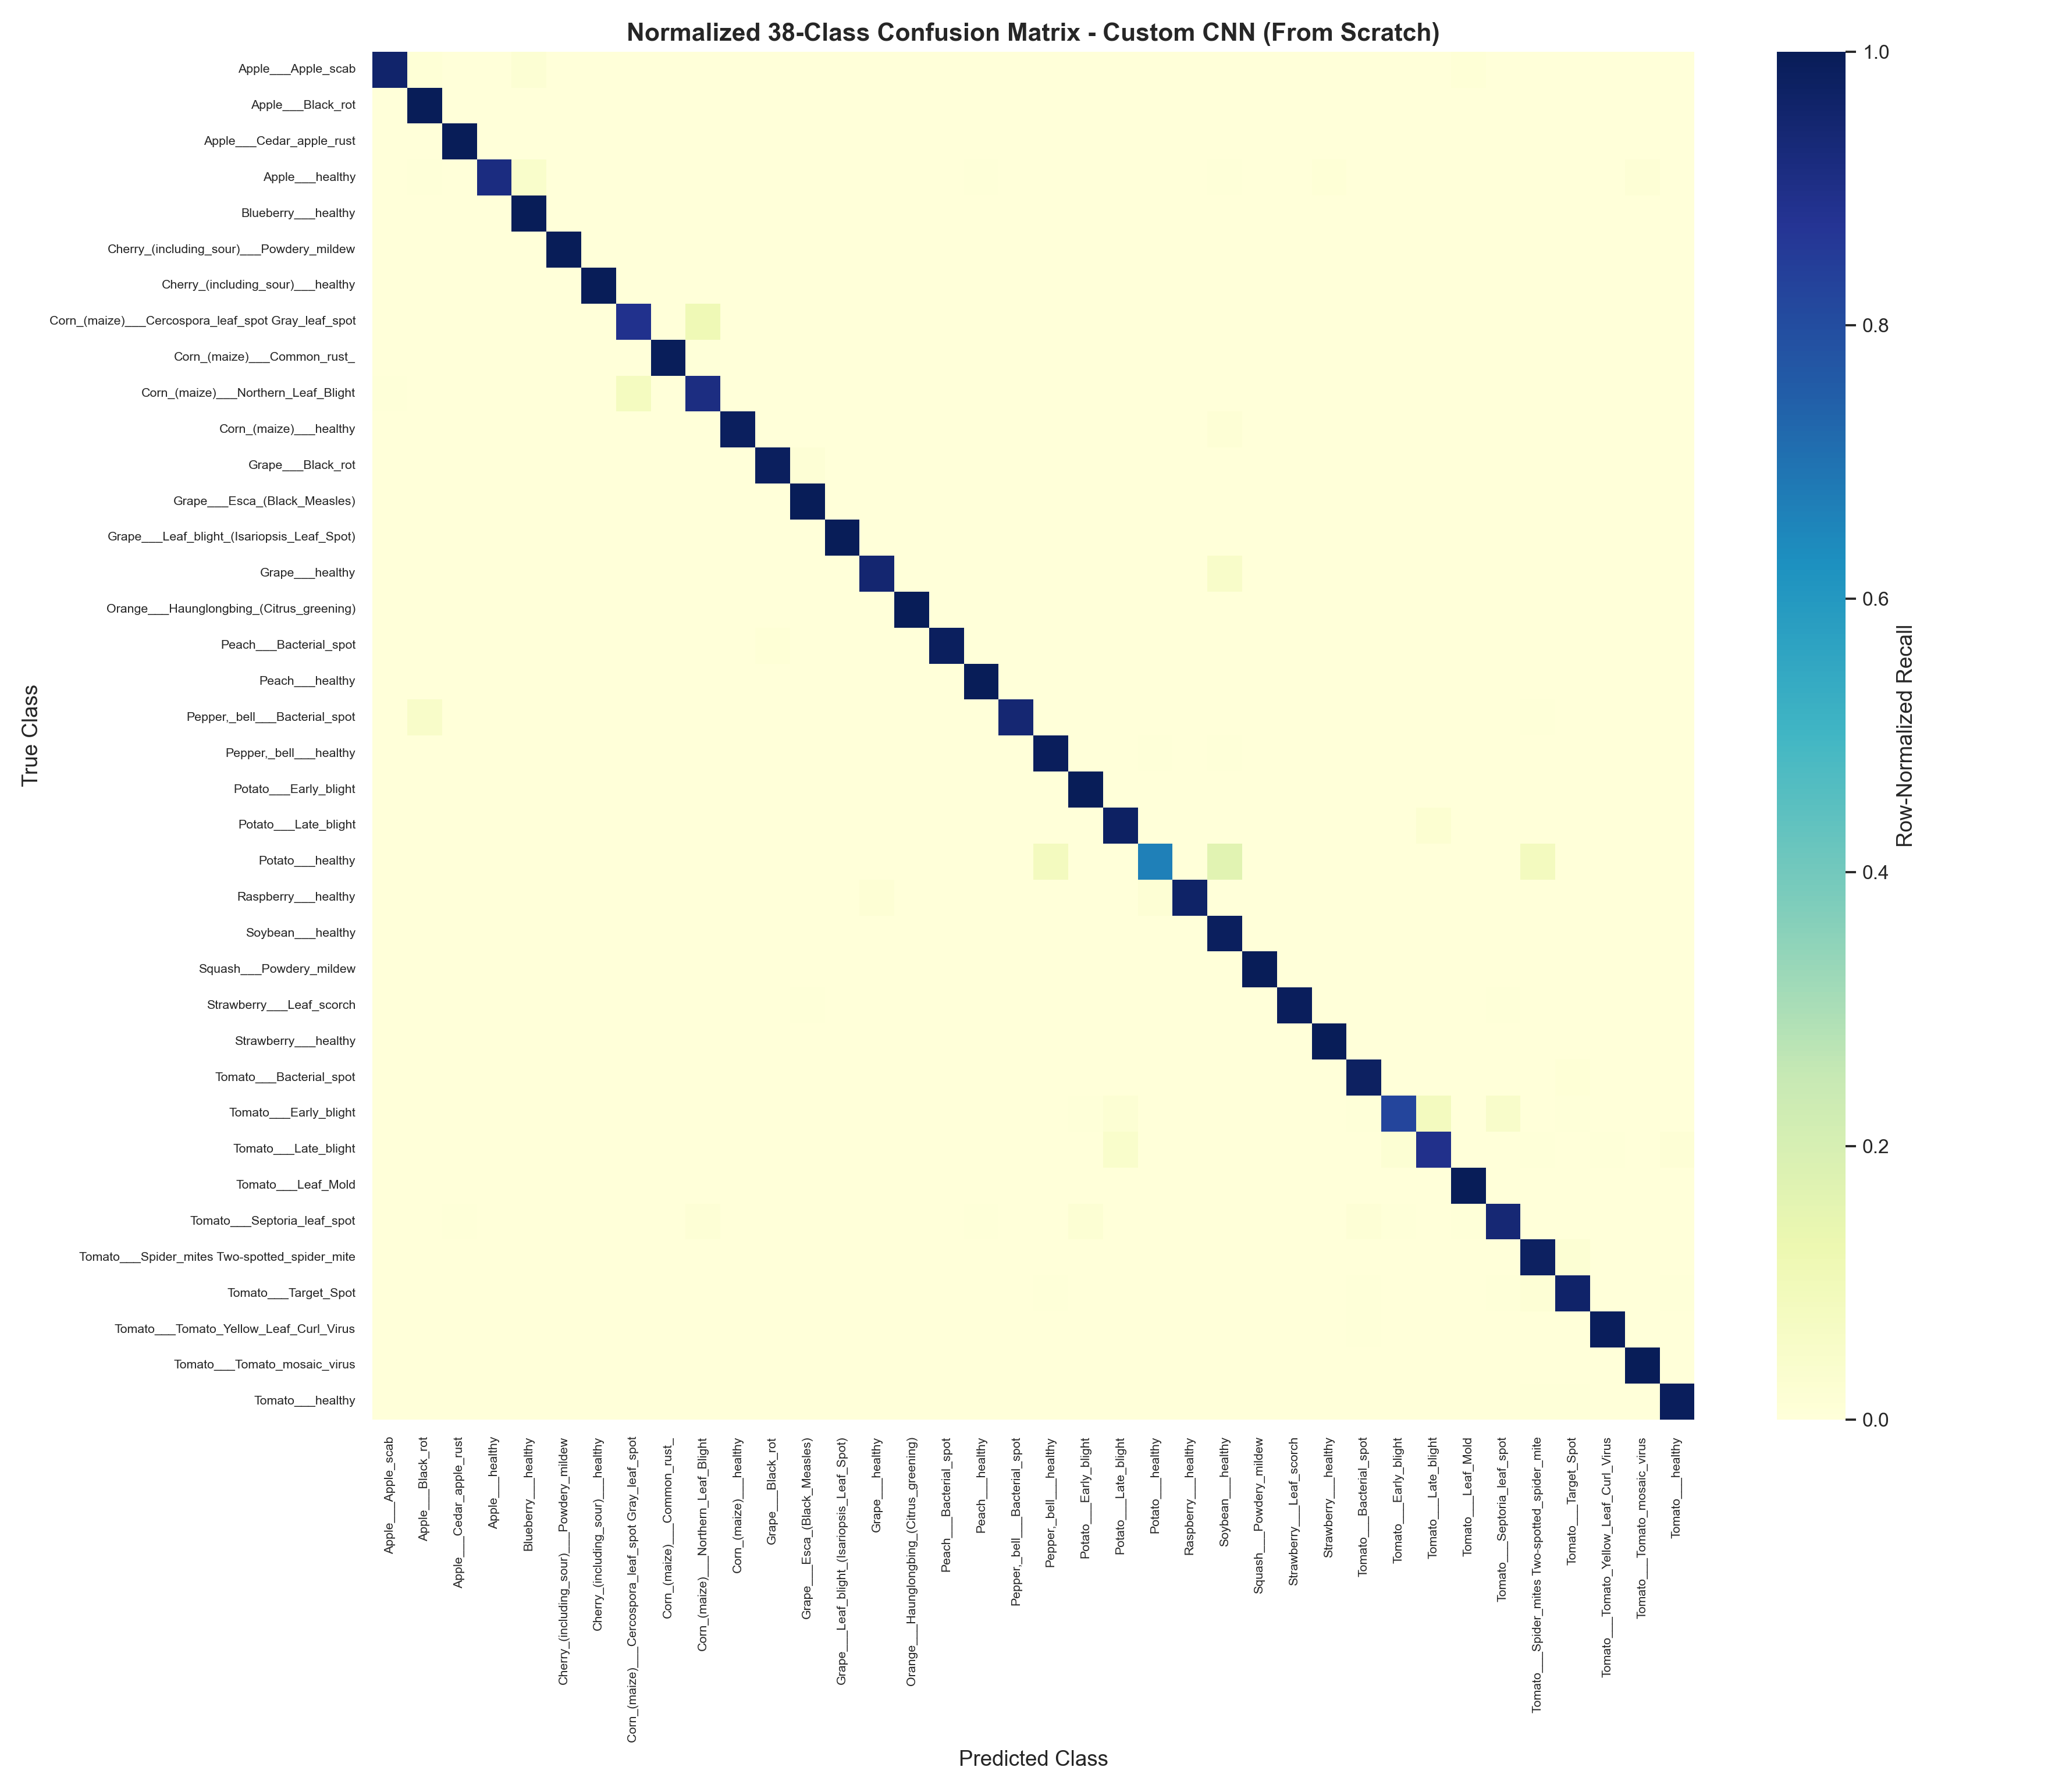 Normalized 38-Class Confusion Matrix - Custom CNN (From Scratch)
True Class
Apple___Apple_scab
Apple___Black_rot
Apple___Cedar_apple_rust
Apple___healthy
Blueberry___healthy
Cherry_(including_sour)___Powdery_mildew
Cherry_(including_sour)___healthy
Corn_(maize)___Cercospora_leaf_spot Gray_leaf_spot
Corn_(maize)___Common_rust_
Corn_(maize)___Northern_Leaf_Blight
Corn_(maize)___healthy
Grape___Black_rot
Grape___Esca_(Black_Measles)
Grape___Leaf_blight_(Isariopsis_Leaf_Spot)
Grape___healthy
Orange___Haunglongbing_(Citrus_greening)
Peach___Bacterial_spot
Peach___healthy
Pepper,_bell___Bacterial_spot
Pepper,_bell___healthy
Potato___Early_blight
Potato___Late_blight
Potato___healthy
Raspberry___healthy
Soybean___healthy
Squash___Powdery_mildew
Strawberry___Leaf_scorch
Strawberry___healthy
Tomato___Bacterial_spot
Tomato___Early_blight
Tomato___Late_blight
Tomato___Leaf_Mold
Tomato___Septoria_leaf_spot
Tomato___Spider_mites Two-spotted_spider_mite
Tomato___Target_Spot
Tomato___Tomato_Yellow_Leaf_Curl_Virus
Tomato___Tomato_mosaic_virus
Tomato___healthy
Apple___Apple_scab
Apple___Black_rot
Apple___Cedar_apple_rust
Apple___healthy
Blueberry___healthy
Cherry_(including_sour)___Powdery_mildew
Cherry_(including_sour)___healthy
Corn_(maize)___Cercospora_leaf_spot Gray_leaf_spot
Corn_(maize)___Common_rust_
Corn_(maize)___Northern_Leaf_Blight
Corn_(maize)___healthy
Grape___Black_rot
Grape___Esca_(Black_Measles)
Grape___Leaf_blight_(Isariopsis_Leaf_Spot)
Grape___healthy
Orange___Haunglongbing_(Citrus_greening)
Peach___Bacterial_spot
Peach___healthy
Pepper,_bell___Bacterial_spot
Pepper,_bell___healthy
Potato___Early_blight
Potato___Late_blight
Potato___healthy
Raspberry___healthy
Soybean___healthy
Squash___Powdery_mildew
Strawberry___Leaf_scorch
Strawberry___healthy
Tomato___Bacterial_spot
Tomato___Early_blight
Tomato___Late_blight
Tomato___Leaf_Mold
Tomato___Septoria_leaf_spot
Tomato___Spider_mites Two-spotted_spider_mite
Tomato___Target_Spot
Tomato___Tomato_Yellow_Leaf_Curl_Virus
Tomato___Tomato_mosaic_virus
Tomato___healthy
Predicted Class
1.0
0.8
0.6
0.4
0.2
0.0
Row-Normalized Recall